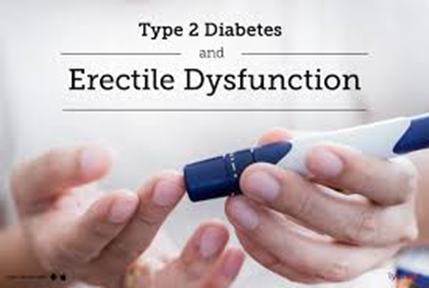 Type 2 Diabetes
and
Erectile Dysfunction